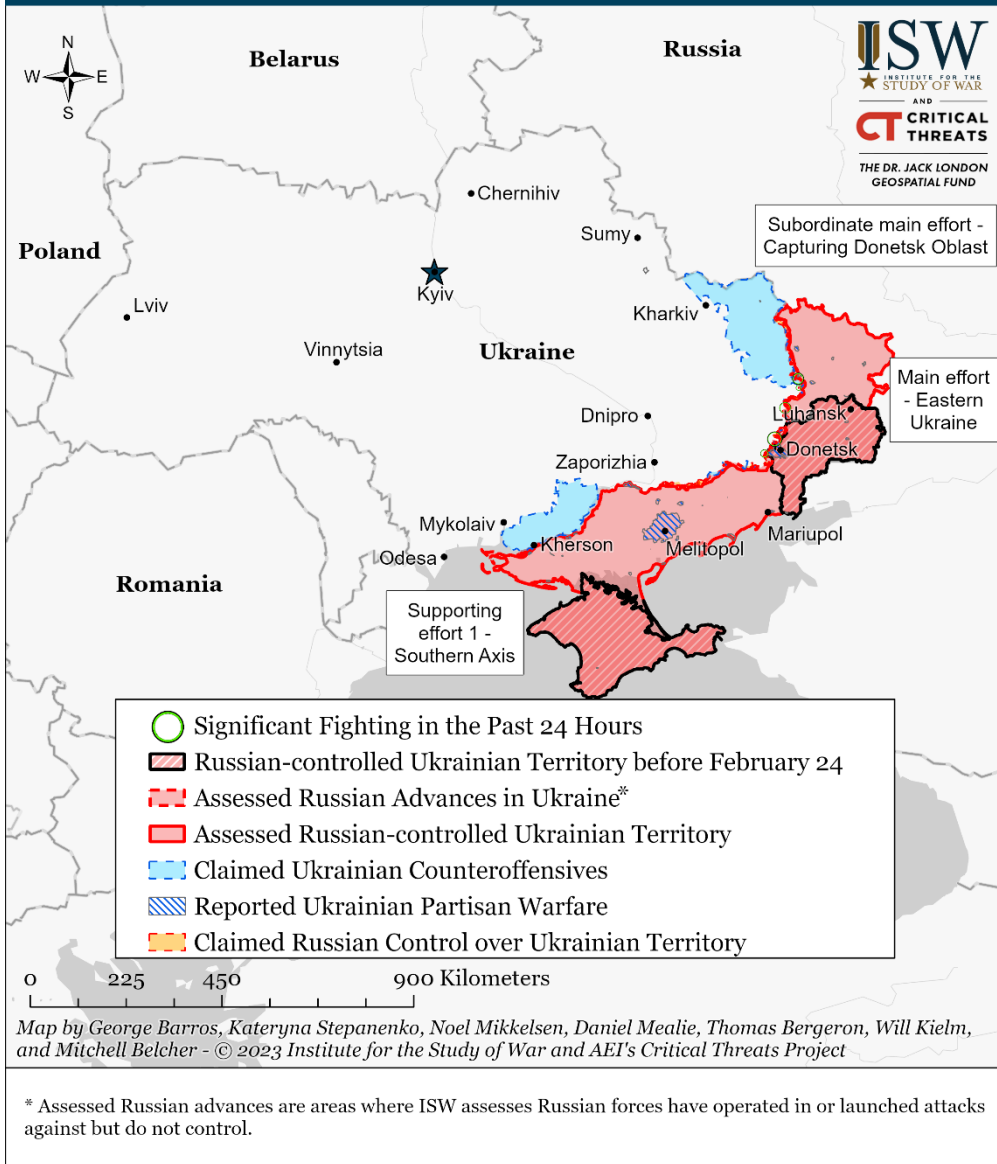 N
W
E
S
Belarus
Russia
ISW
INSTITUTE FOR THE
STUDY OF WAR
AND
CT CRITICAL
THREATS
THE DR. JACK LONDON
GEOSPATIAL FUND
Chernihiv
Subordinate main effort -
Capturing Donetsk Oblast
Sumy
Poland
Kyiv
Lviv
Kharkiv
Vinnytsia
Ukraine
Main effort
- Eastern
Ukraine
Dnipro
Luhansk
Donetsk
Zaporizhia
Mykolaiv
Mariupol
Kherson
Melitopol
Odesa
Romania
Supporting
effort 1 -
Southern Axis
Significant Fighting in the Past 24 Hours
Russian-controlled Ukrainian Territory before February 24
Assessed Russian Advances in Ukraine*
Assessed Russian-controlled Ukrainian Territory
Claimed Ukrainian Counteroffensives
Reported Ukrainian Partisan Warfare
Claimed Russian Control over Ukrainian Territory
0 225 450 900 Kilometers
Map by George Barros, Kateryna Stepanenko, Noel Mikkelsen, Daniel Mealie, Thomas Bergeron, Will Kielm,
and Mitchell Belcher - © 2023 Institute for the Study of War and AEI's Critical Threats Project
* Assessed Russian advances are areas where ISW assesses Russian forces have operated in or launched attacks
against but do not control.